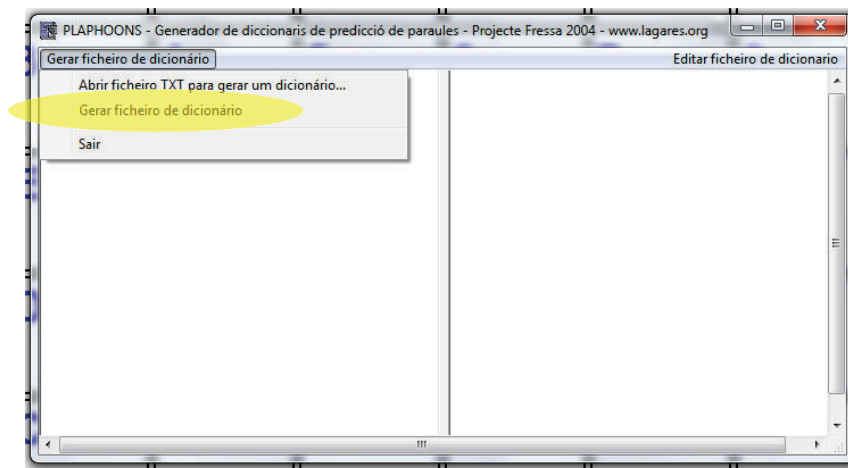 PLAPHOONS - Generador de diccionaris de predicció de paraules - Projecte Fressa 2004 - www.lagares.org
Gerar ficheiro de dicionário Editar ficheiro de dicionario
Abrir ficheiro TXT para gerar um dicionário...
Gerar ficheiro de dicionário
Sair